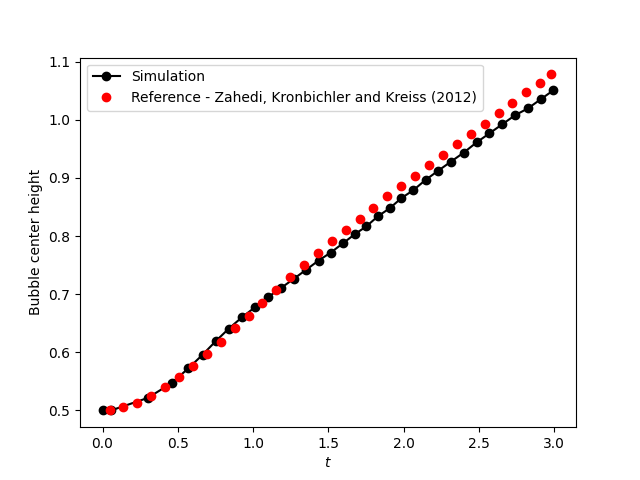 Simulation
Reference - Zahedi, Kronbichler and Kreiss (2012)
1.1
1.0
0.9
0.8
0.7
0.6
0.5
Bubble center height
0.0 0.5 1.0 1.5 2.0 2.5 3.0
t